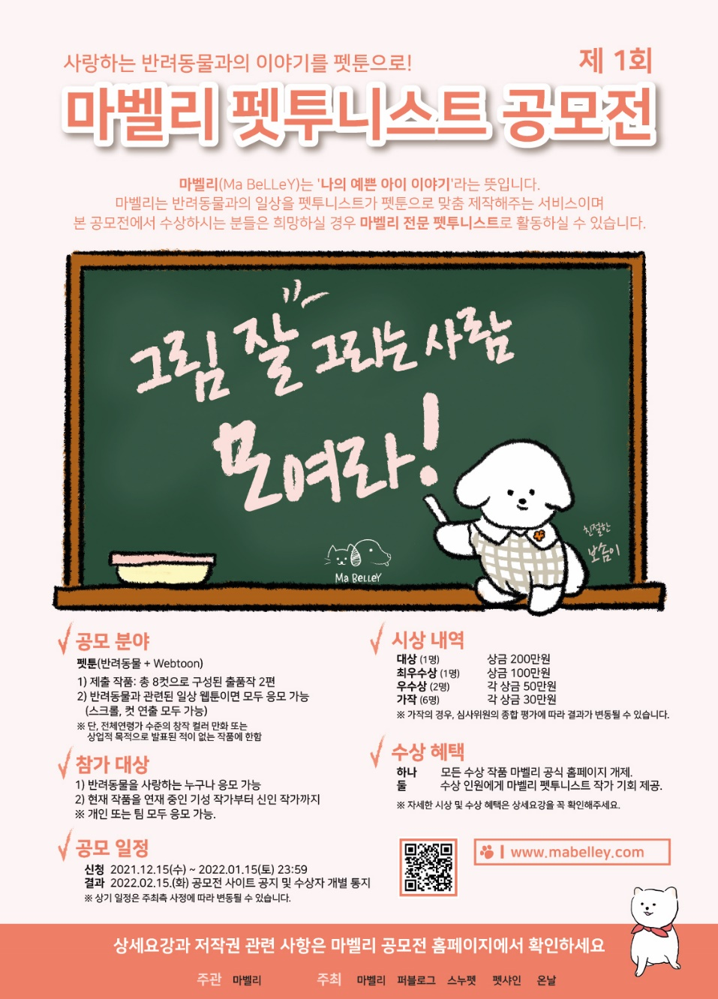 사랑하는 반려동물과의 이야기를 펫툰으로!
제 1회
마벨리 펫투니스트 공모전
마벨리(Ma BeLLeY)는 '나의 예쁜 아이 이야기'라는 뜻입니다.
마벨리는 반려동물과의 일상을 펫투니스트가 펫툰으로 맞춤 제작해주는 서비스이며
본 공모전에서 수상하시는 분들은 희망하실 경우 마벨리 전문 펫투니스트로 활동하실 수 있습니다.
그림 잘 그리는 사람
모여라!
친절한
보솜이
Ma BeLLeY
공모 분야
펫툰(반려동물 + Webtoon)
1) 제출 작품: 총 8컷으로 구성된 출품작 2편
2) 반려동물과 관련된 일상 웹툰이면 모두 응모 가능
(스크롤, 컷 연출 모두 가능)
※ 단, 전체연령가 수준의 창작 컬러 만화 또는
상업적 목적으로 발표된 적이 없는 작품에 한함
참가 대상
1) 반려동물을 사랑하는 누구나 응모 가능
2) 현재 작품을 연재 중인 기성 작가부터 신인 작가까지
※ 개인 또는 팀 모두 응모 가능.
공모 일정
신청 2021.12.15(수) ~ 2022.01.15(토) 23:59
결과 2022.02.15.(화) 공모전 사이트 공지 및 수상자 개별 통지
※ 상기 일정은 주최측 사정에 따라 변동될 수 있습니다.
시상 내역
대상 (1명) 상금 200만원
최우수상 (1명) 상금 100만원
우수상 (2명) 각 상금 50만원
가작 (6명) 각 상금 30만원
※ 가작의 경우, 심사위원의 종합 평가에 따라 결과가 변동될 수 있습니다.
수상 혜택
하나 모든 수상 작품 마벨리 공식 홈페이지 개제.
둘 수상 인원에게 마벨리 펫투니스트 작가 기회 제공.
※ 자세한 시상 및 수상 혜택은 상세요강을 꼭 확인해주세요.
www.mabelley.com
상세요강과 저작권 관련 사항은 마벨리 공모전 홈페이지에서 확인하세요
주관 마벨리 주최 마벨리 퍼블로그 스누펫 펫샤인 온날